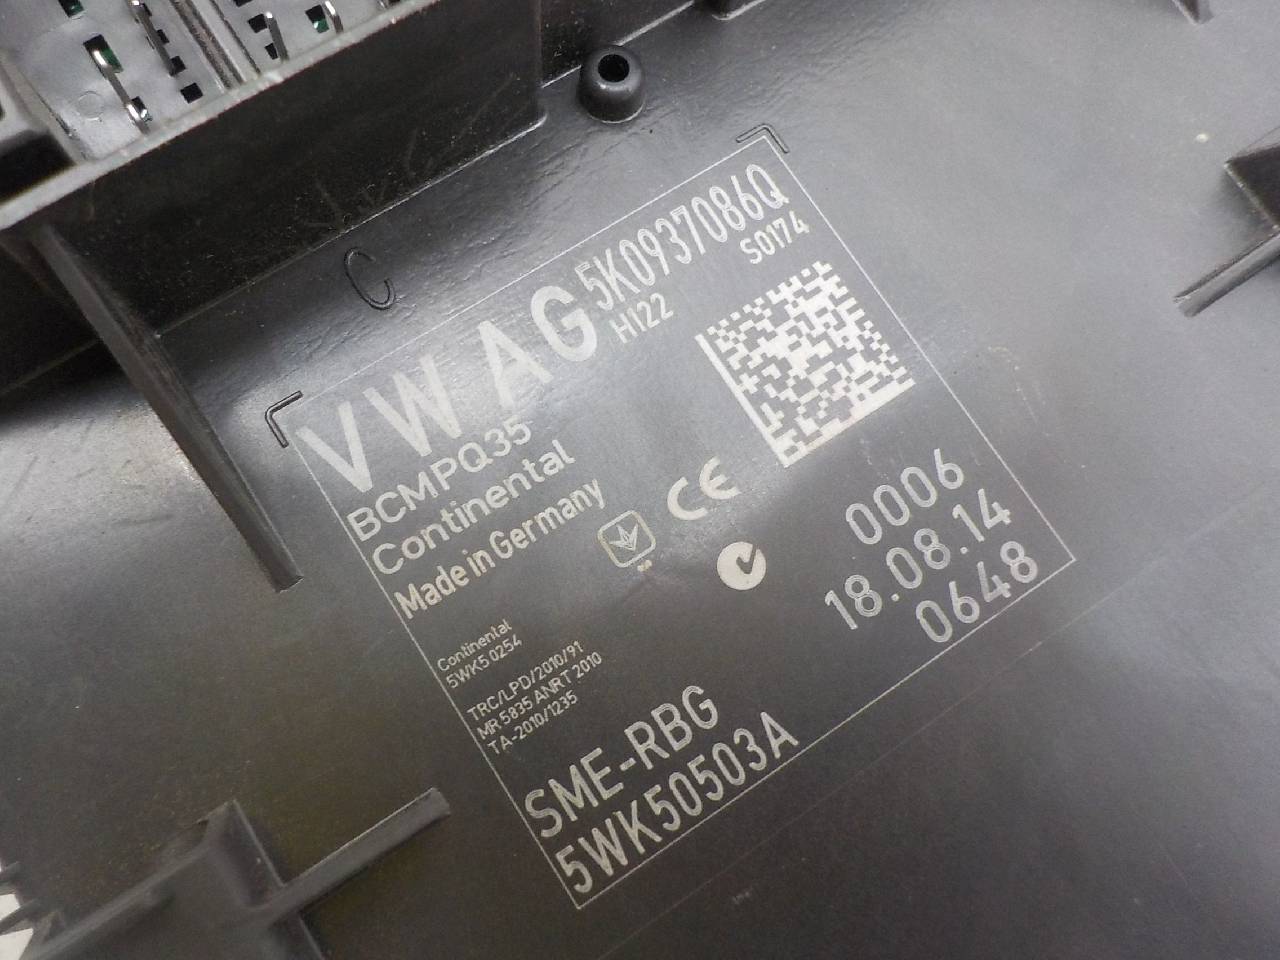 C
VW AG 5K0937086Q
H122 S0174
BCMPQ35
Continental
Made in Germany
CE
0006
18.08.14
0648
Continental
5WK5 0254
TRC/LPD/2010/91
MR 5835 ANRT 2010
TA-2010/1235
SME-RBG
5WK50503A